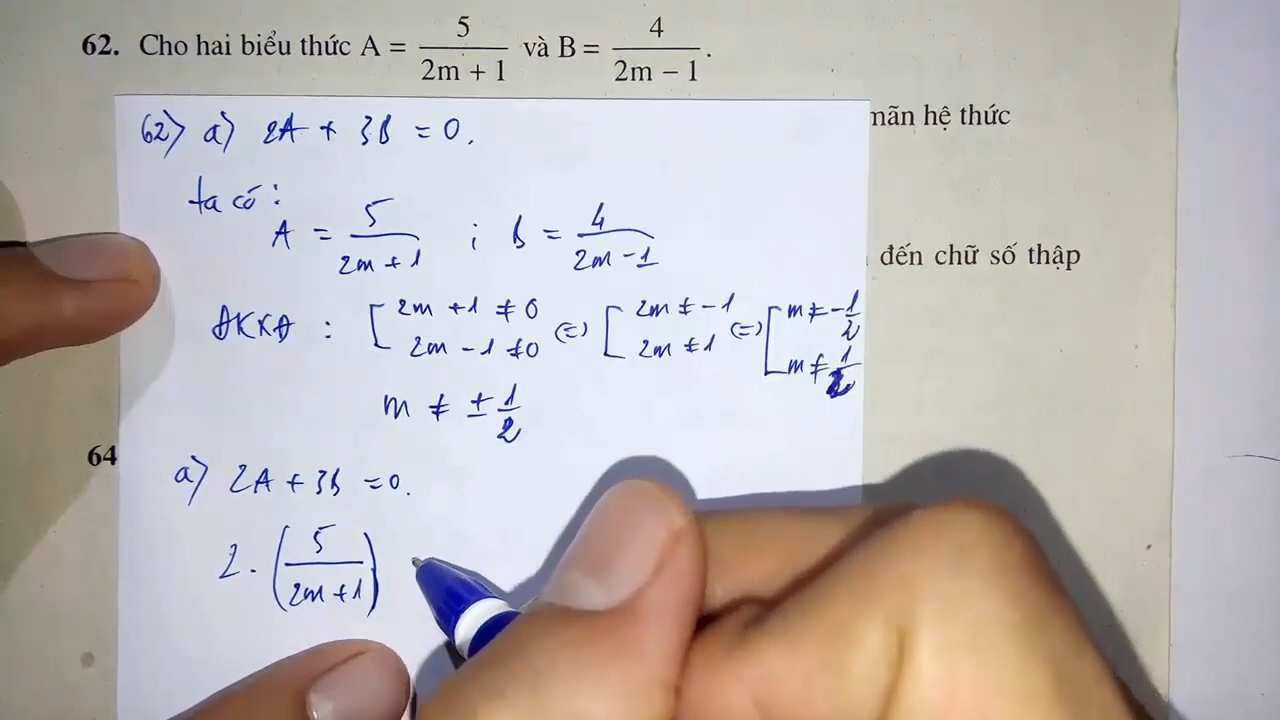 62. Cho hai biểu thức A = 5/(2m + 1) và B = 4/(2m − 1).
mãn hệ thức
62) a) 2A + 3B = 0.
ta có:
A = 5/(2m + 1) ; B = 4/(2m - 1)
đến chữ số thập
ĐKXĐ : [2m + 1 ≠ 0 2m - 1 ≠ 0 (=) [2m ≠ -1 2m ≠ 1 (=) [m ≠ -1/2 m ≠ 1/2
m ≠ ± 1/2
64
a) 2A + 3B = 0.
2. (5/(2m + 1))